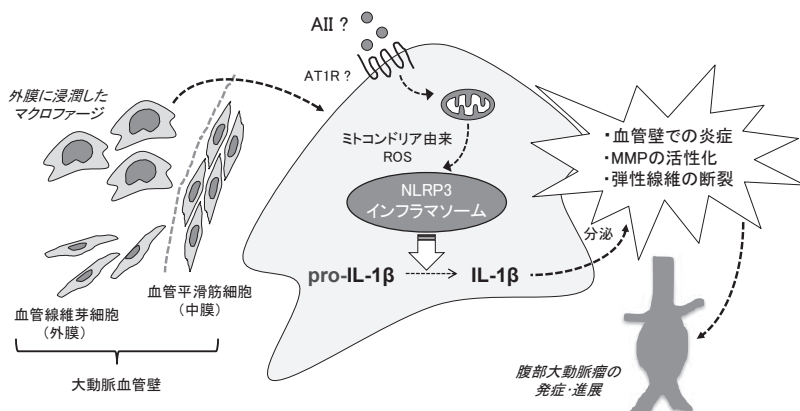 AII ?
AT1R ?
外膜に浸潤した
マクロファージ
ミトコンドリア由来
ROS
NLRP3
インフラマソーム
pro-IL-1β
IL-1β
分泌
・血管壁での炎症
・MMPの活性化
・弾性線維の断裂
血管平滑筋細胞
（中膜）
血管線維芽細胞
（外膜）
大動脈血管壁
腹部大動脈瘤の
発症・進展